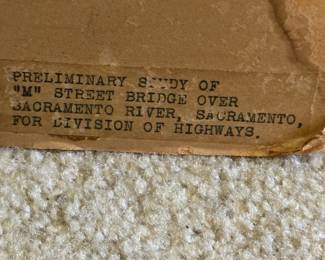 PRELIMINARY STUDY OF
"M" STREET BRIDGE OVER
SACRAMENTO RIVER, SACRAMENTO,
FOR DIVISION OF HIGHWAYS.